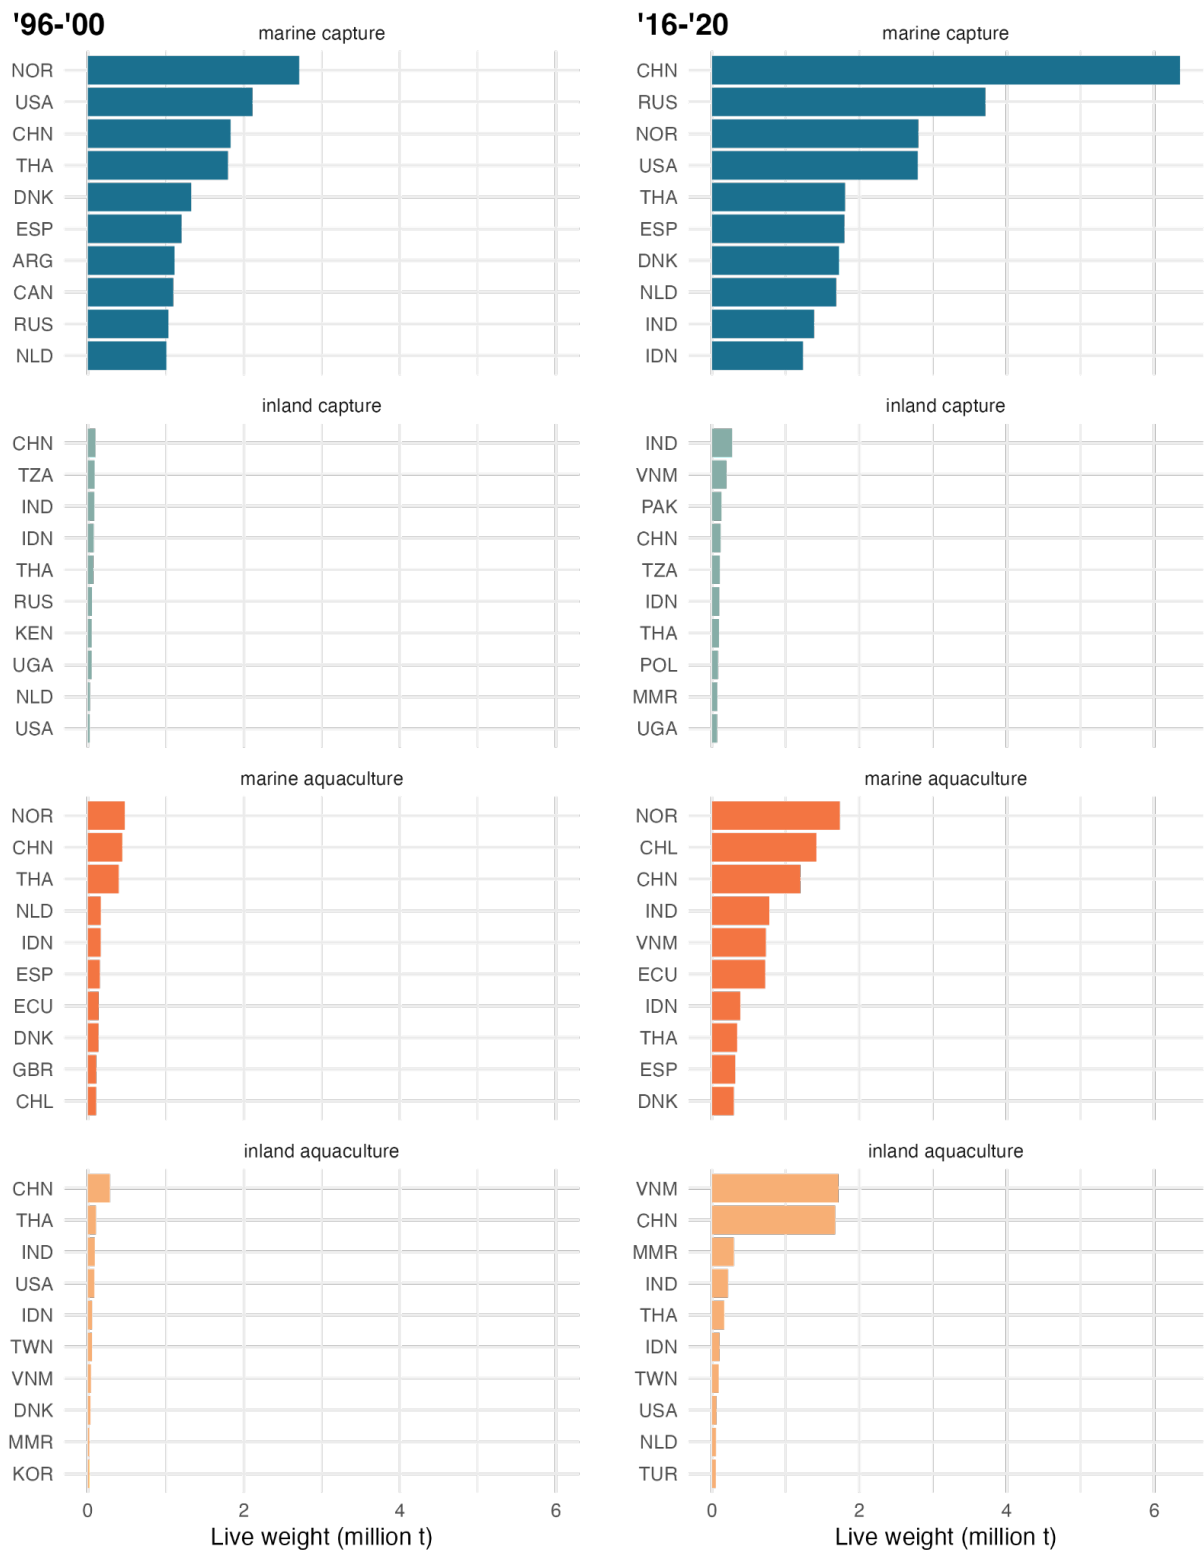 '96-'00
marine capture
NOR
USA
CHN
THA
DNK
ESP
ARG
CAN
RUS
NLD
inland capture
CHN
TZA
IND
IDN
THA
RUS
KEN
UGA
NLD
USA
marine aquaculture
NOR
CHN
THA
NLD
IDN
ESP
ECU
DNK
GBR
CHL
inland aquaculture
CHN
THA
IND
USA
IDN
TWN
VNM
DNK
MMR
KOR
0 2 4 6
Live weight (million t)
'16-'20
marine capture
CHN
RUS
NOR
USA
THA
ESP
DNK
NLD
IND
IDN
inland capture
IND
VNM
PAK
CHN
TZA
IDN
THA
POL
MMR
UGA
marine aquaculture
NOR
CHL
CHN
IND
VNM
ECU
IDN
THA
ESP
DNK
inland aquaculture
VNM
CHN
MMR
IND
THA
IDN
TWN
USA
NLD
TUR
0 2 4 6
Live weight (million t)